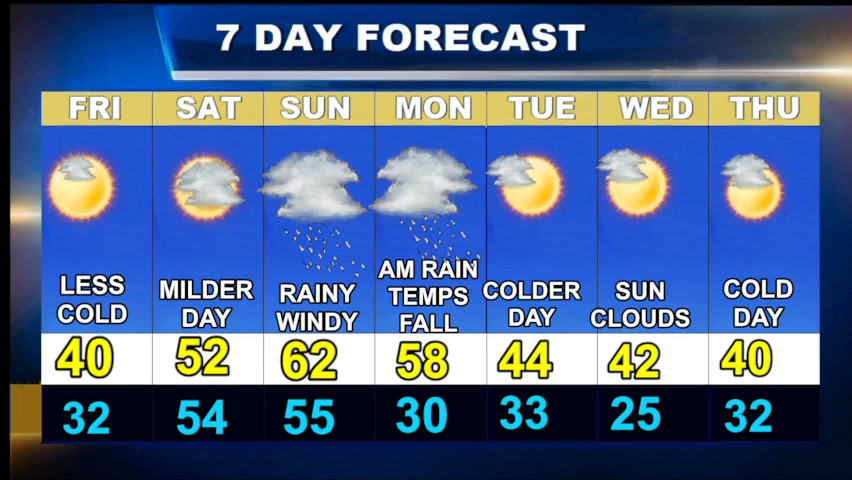 7 DAY FORECAST
FRI SAT SUN MON TUE WED THU
LESS COLD
MILDER DAY
RAINY WINDY
AM RAIN TEMPS FALL
COLDER DAY
SUN CLOUDS
COLD DAY
40 52 62 58 44 42 40
32 54 55 30 33 25 32